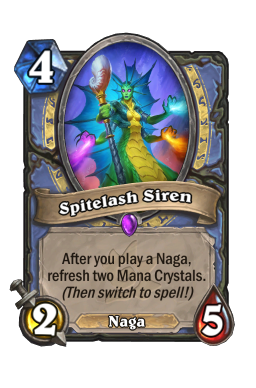 4
Spitelash Siren
After you play a Naga,
refresh two Mana Crystals.
(Then switch to spell!)
2
Naga
5